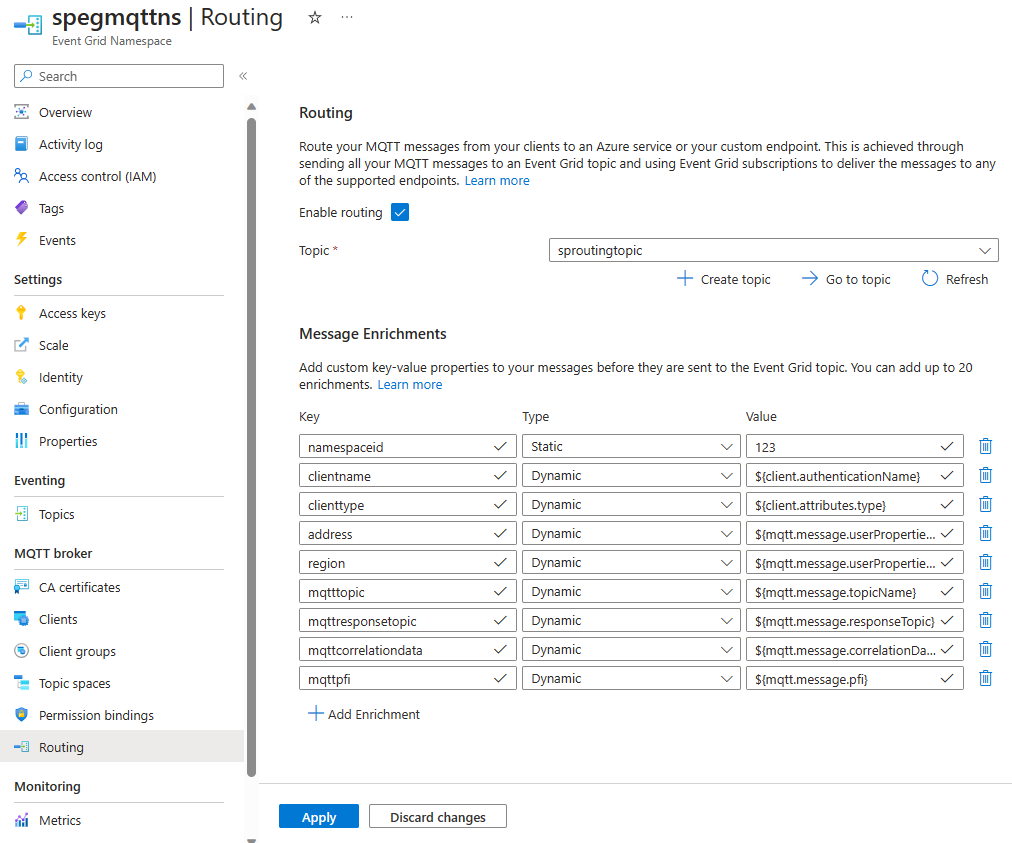 spegmqttns | Routing
Event Grid Namespace
Search
Overview
Activity log
Access control (IAM)
Tags
Events
Settings
Access keys
Scale
Identity
Configuration
Properties
Eventing
Topics
MQTT broker
CA certificates
Clients
Client groups
Topic spaces
Permission bindings
Routing
Monitoring
Metrics
Routing
Route your MQTT messages from your clients to an Azure service or your custom endpoint. This is achieved through
sending all your MQTT messages to an Event Grid topic and using Event Grid subscriptions to deliver the messages to any
of the supported endpoints. Learn more
Enable routing
Topic *
sproutingtopic
Create topic
Go to topic
Refresh
Message Enrichments
Add custom key-value properties to your messages before they are sent to the Event Grid topic. You can add up to 20
enrichments. Learn more
Key Type Value
namespaceid Static 123
clientname Dynamic ${client.authenticationName}
clienttype Dynamic ${client.attributes.type}
address Dynamic ${mqtt.message.userPropertie...
region Dynamic ${mqtt.message.userPropertie...
mqtttopic Dynamic ${mqtt.message.topicName}
mqttresponsetopic Dynamic ${mqtt.message.responseTopic}
mqttcorrelationdata Dynamic ${mqtt.message.correlationDa...
mqttpfi Dynamic ${mqtt.message.pfi}
Add Enrichment
Apply
Discard changes